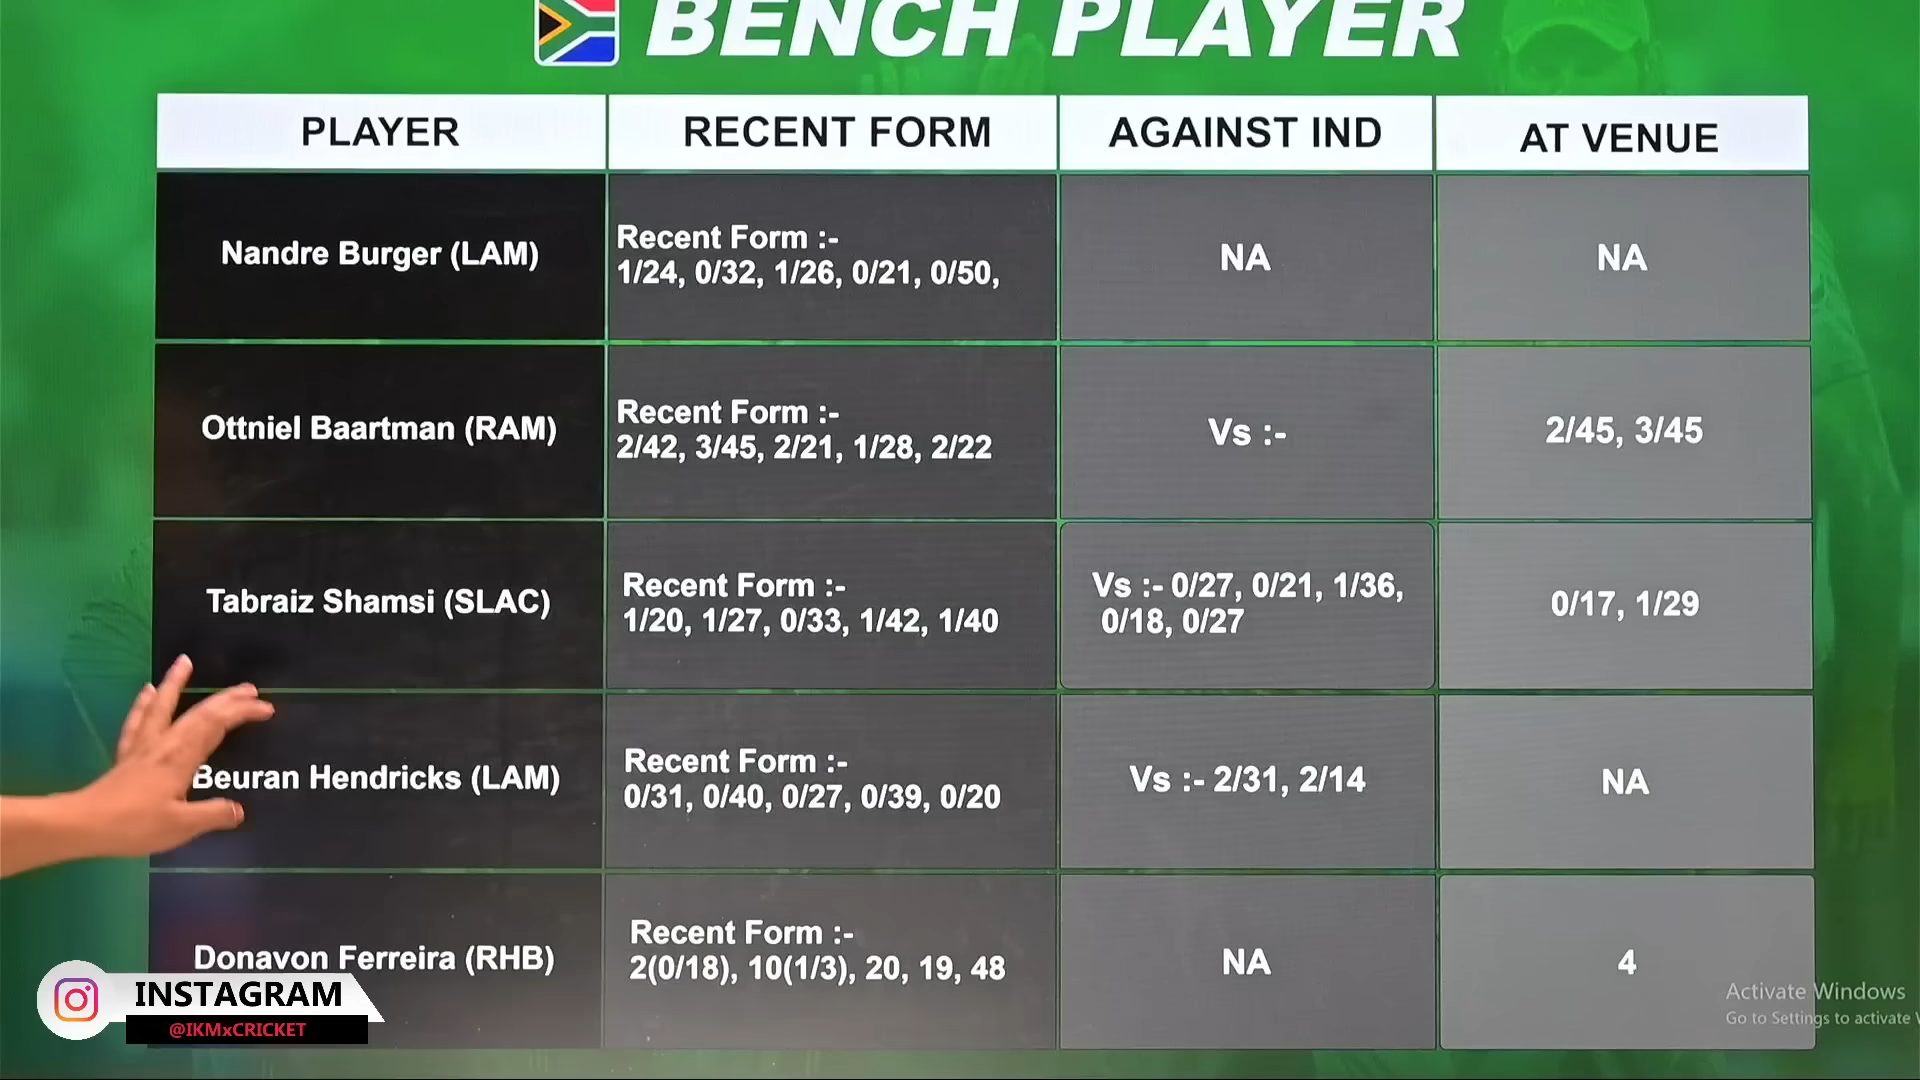 BENCH PLAYER
PLAYER
RECENT FORM
AGAINST IND
AT VENUE
Nandre Burger (LAM)
Recent Form :-
1/24, 0/32, 1/26, 0/21, 0/50,
NA
NA
Ottniel Baartman (RAM)
Recent Form :-
2/42, 3/45, 2/21, 1/28, 2/22
Vs :-
2/45, 3/45
Tabraiz Shamsi (SLAC)
Recent Form :-
1/20, 1/27, 0/33, 1/42, 1/40
Vs :- 0/27, 0/21, 1/36,
0/18, 0/27
0/17, 1/29
Beuran Hendricks (LAM)
Recent Form :-
0/31, 0/40, 0/27, 0/39, 0/20
Vs :- 2/31, 2/14
NA
Donavon Ferreira (RHB)
Recent Form :-
2(0/18), 10(1/3), 20, 19, 48
NA
4
INSTAGRAM
@IKMxCRICKET
Activate Windows
Go to Settings to activate